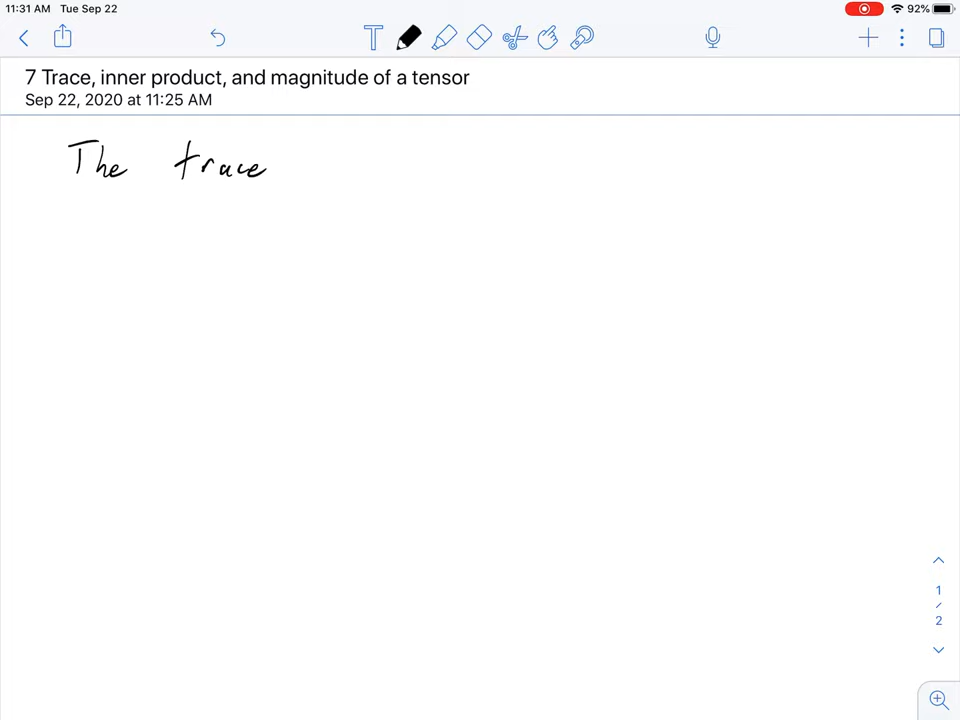 11:31 AM Tue Sep 22
92%
T
7 Trace, inner product, and magnitude of a tensor
Sep 22, 2020 at 11:25 AM
The trace
1
/
2